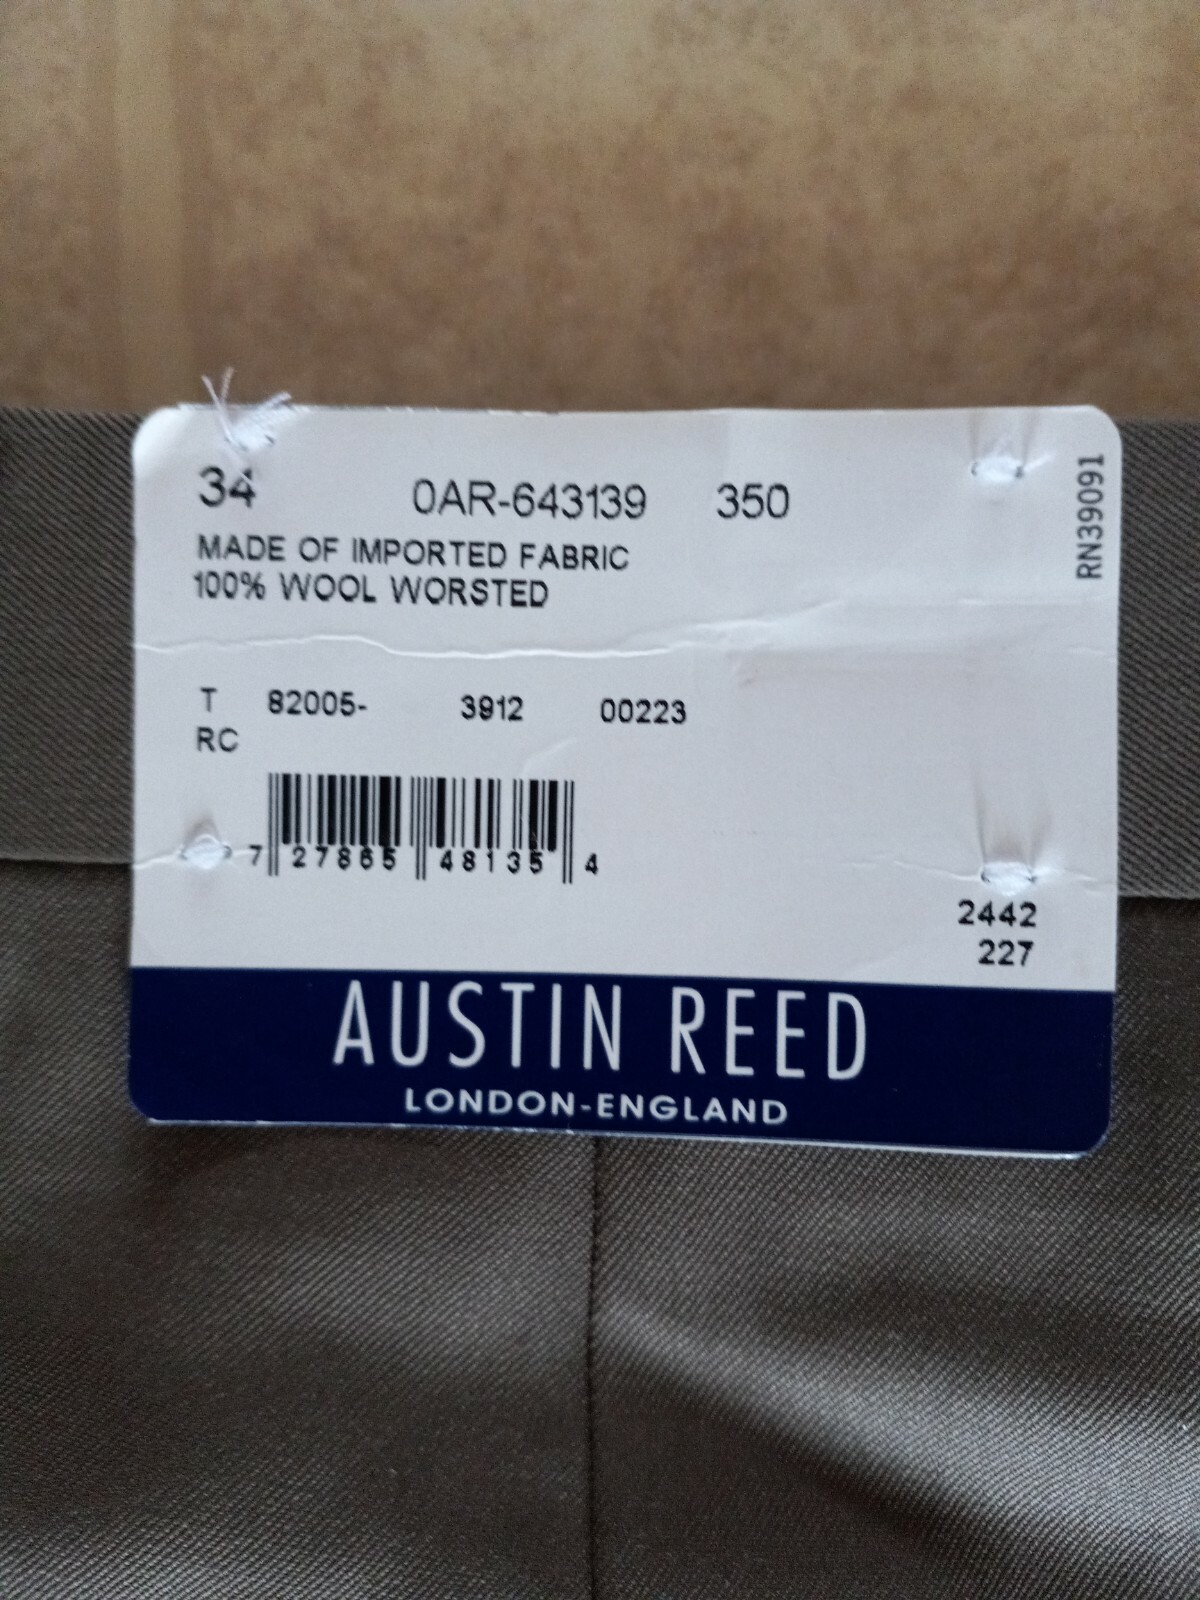 34 0AR-643139 350
RN39091
MADE OF IMPORTED FABRIC
100% WOOL WORSTED
T 82005- 3912 00223
RC
7 27865 48135 4
2442
227
AUSTIN REED
LONDON-ENGLAND